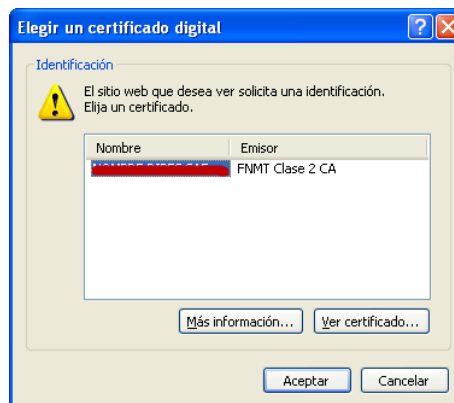 Elegir un certificado digital
Identificación
El sitio web que desea ver solicita una identificación.
Elija un certificado.
Nombre Emisor
FNMT Clase 2 CA
Más información... Ver certificado...
Aceptar Cancelar